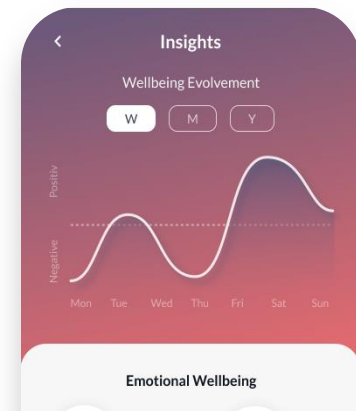 Insights
Wellbeing Evolvement
W M Y
Positiv
Negative
Mon Tue Wed Thu Fri Sat Sun
Emotional Wellbeing